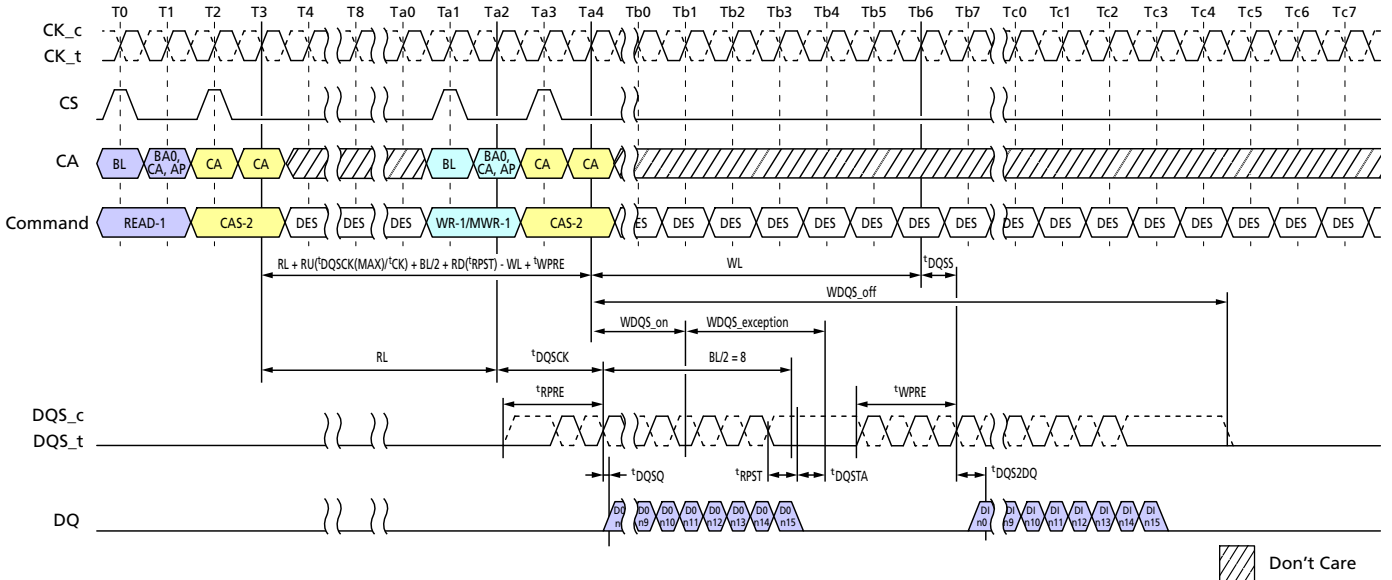 T0 T1 T2 T3 T4 T8 Ta0 Ta1 Ta2 Ta3 Ta4 Tb0 Tb1 Tb2 Tb3 Tb4 Tb5 Tb6 Tb7 Tc0 Tc1 Tc2 Tc3 Tc4 Tc5 Tc6 Tc7
CK_c
CK_t
CS
CA BL BA0, CA, AP CA CA BL BA0, CA, AP CA CA
Command READ-1 CAS-2 DES DES DES WR-1/MWR-1 CAS-2 DES DES DES DES DES DES DES DES DES DES DES DES DES DES DES DES
RL + RU(tDQSCK(MAX)/tCK) + BL/2 + RD(tRPST) - WL + tWPRE WL tDQSS
WDQS_off
WDQS_on WDQS_exception
RL tDQSCK BL/2 = 8
tRPRE tWPRE
DQS_c
DQS_t
tDQSQ tRPST tDQSTA tDQS2DQ
DQ D0 n D0 n9 D0 n10 D0 n11 D0 n12 D0 n13 D0 n14 D0 n15 DI n0 DI n9 DI n10 DI n11 DI n12 DI n13 DI n14 DI n15
Don't Care